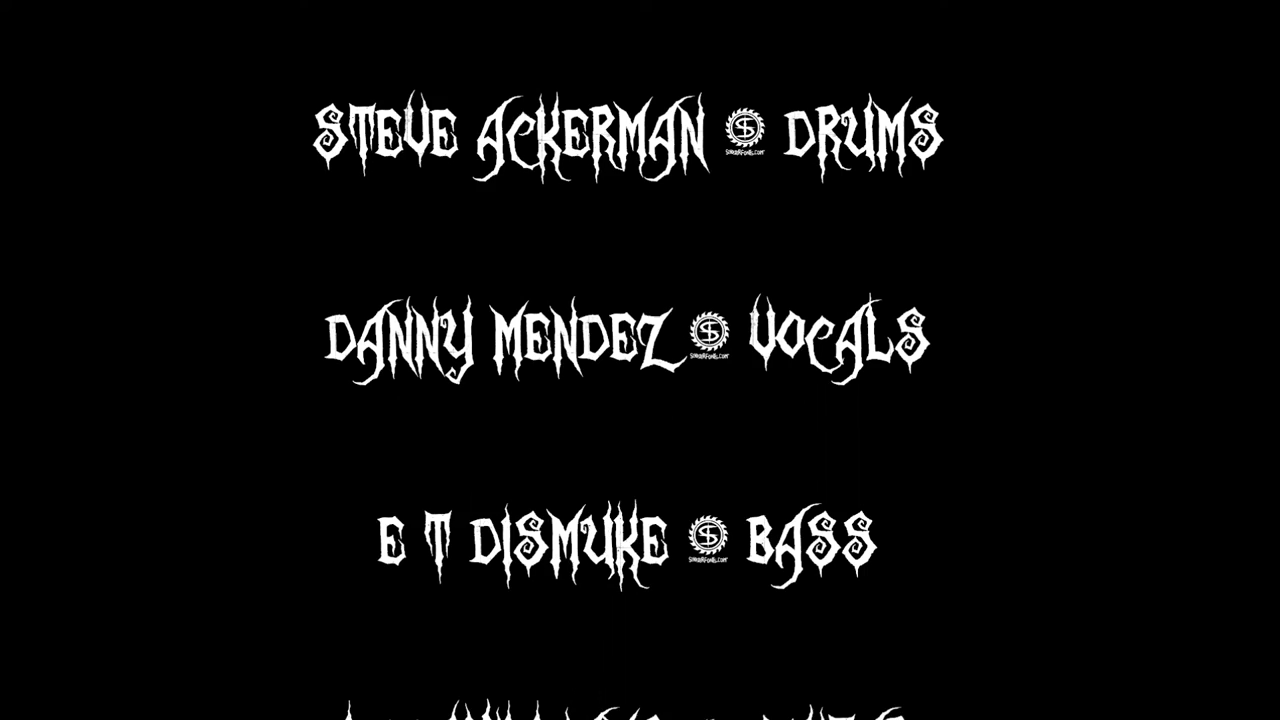 STEVE ACKERMAN DRUMS
DANNY MENDEZ VOCALS
E T DISMUKE BASS